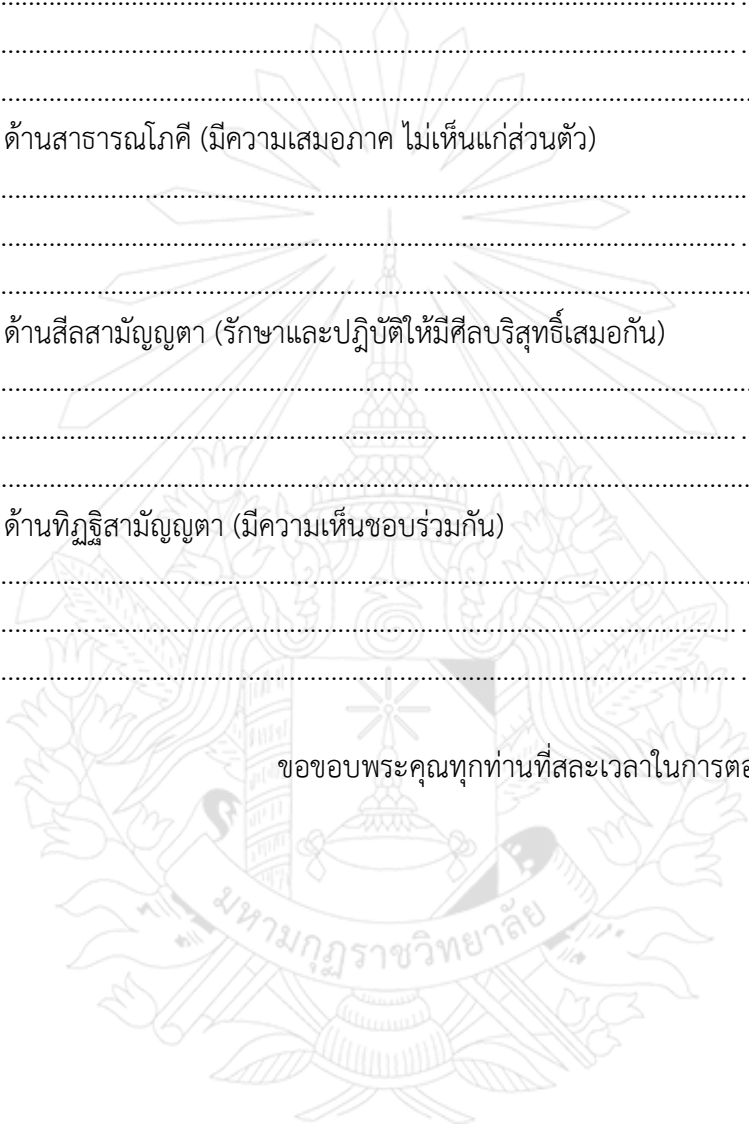 ........................................................................................................
........................................................................................................
........................................................................................................
ด้านสาธารณโภคี (มีความเสมอภาค ไม่เห็นแก่ส่วนตัว)
........................................................................................................
........................................................................................................
........................................................................................................
ด้านสีลสามัญญตา (รักษาและปฏิบัติให้มีศีลบริสุทธิ์เสมอกัน)
........................................................................................................
........................................................................................................
........................................................................................................
ด้านทิฏฐิสามัญญตา (มีความเห็นชอบร่วมกัน)
........................................................................................................
........................................................................................................
........................................................................................................
ขอขอบพระคุณทุกท่านที่สละเวลาในการตอ
มหามกุฏราชวิทยาลัย